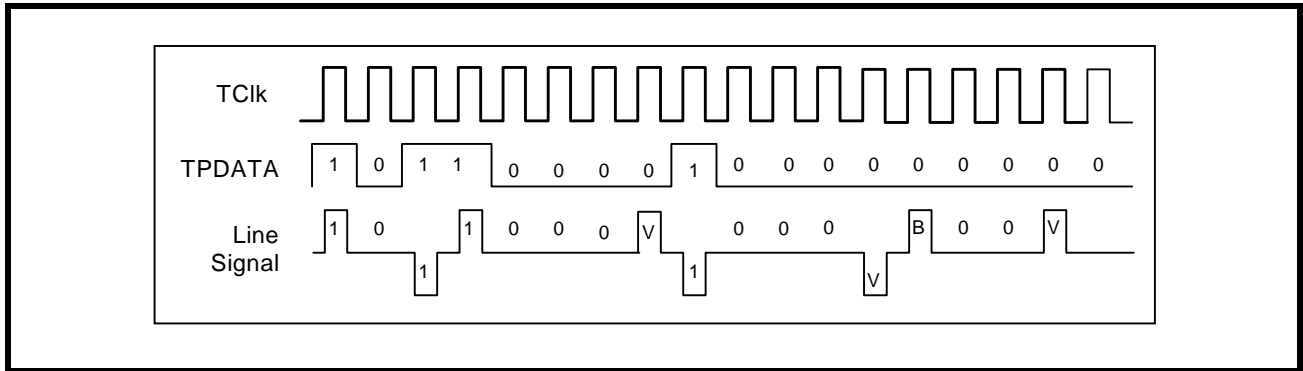 TClk
TPDATA 1 0 1 1 0 0 0 0 1 0 0 0 0 0 0 0 0 0
Line Signal 1 0 1 1 0 0 0 V 1 0 0 0 V B 0 0 V